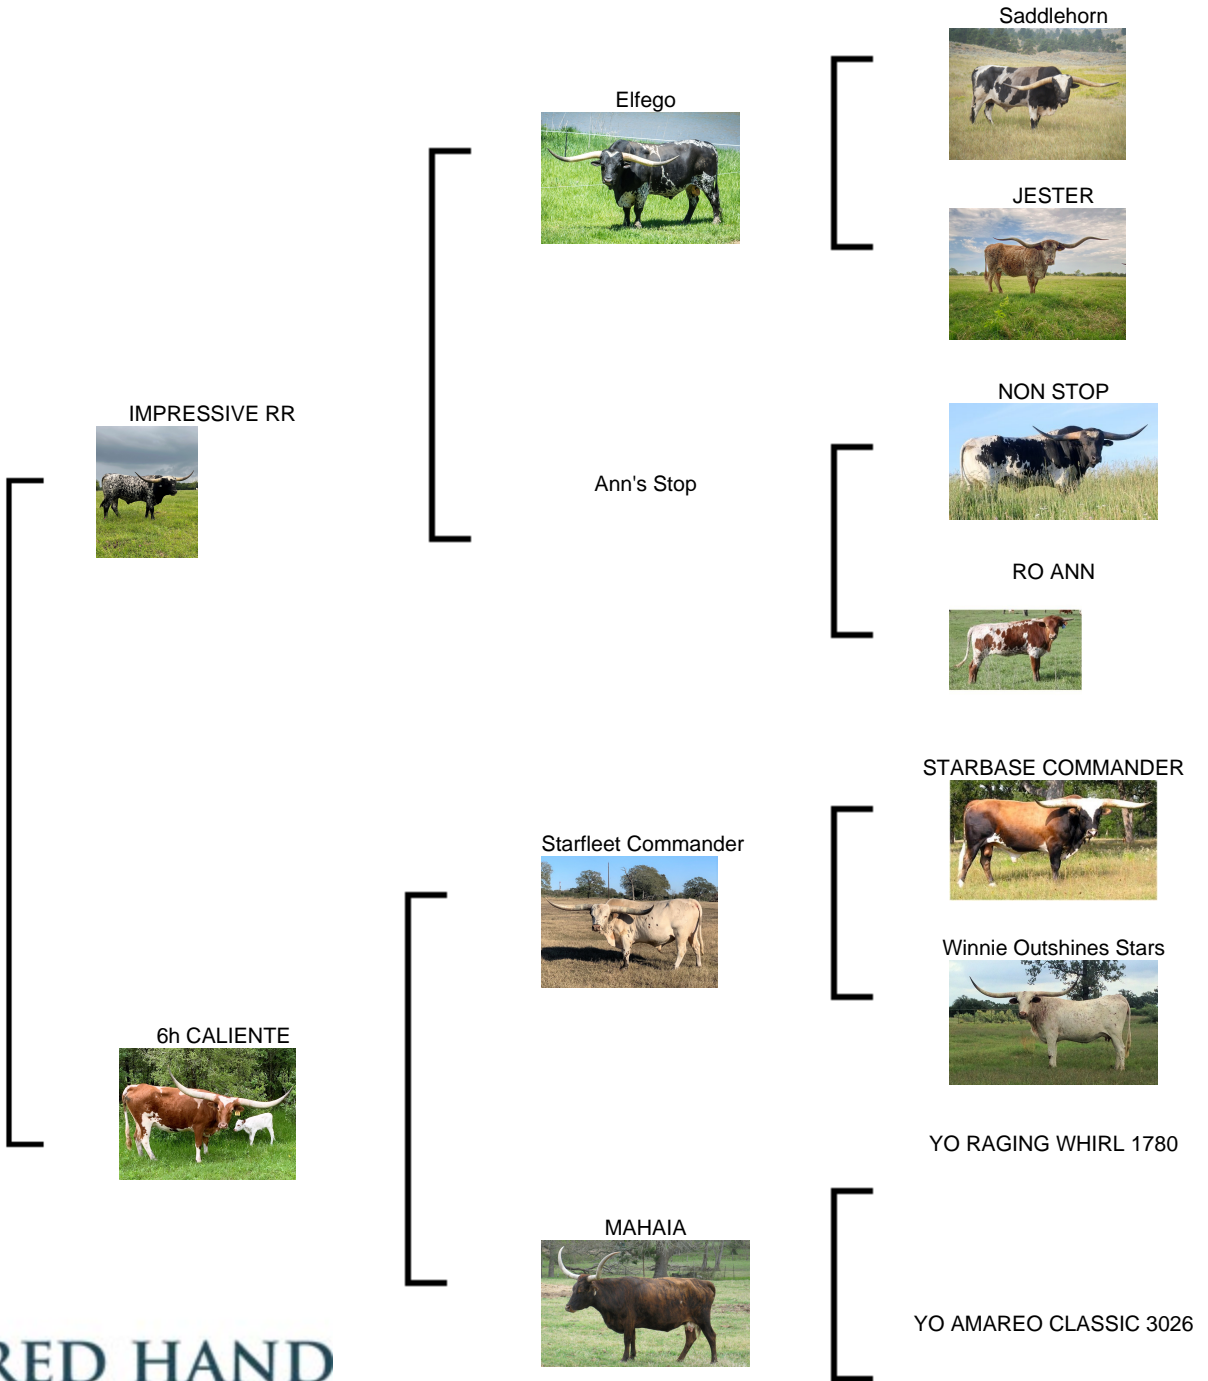 Saddlehorn
Elfego
JESTER
NON STOP
IMPRESSIVE RR
Ann's Stop
RO ANN
STARBASE COMMANDER
Starfleet Commander
Winnie Outshines Stars
6h CALIENTE
YO RAGING WHIRL 1780
MAHAIA
YO AMAREO CLASSIC 3026
RED HAND